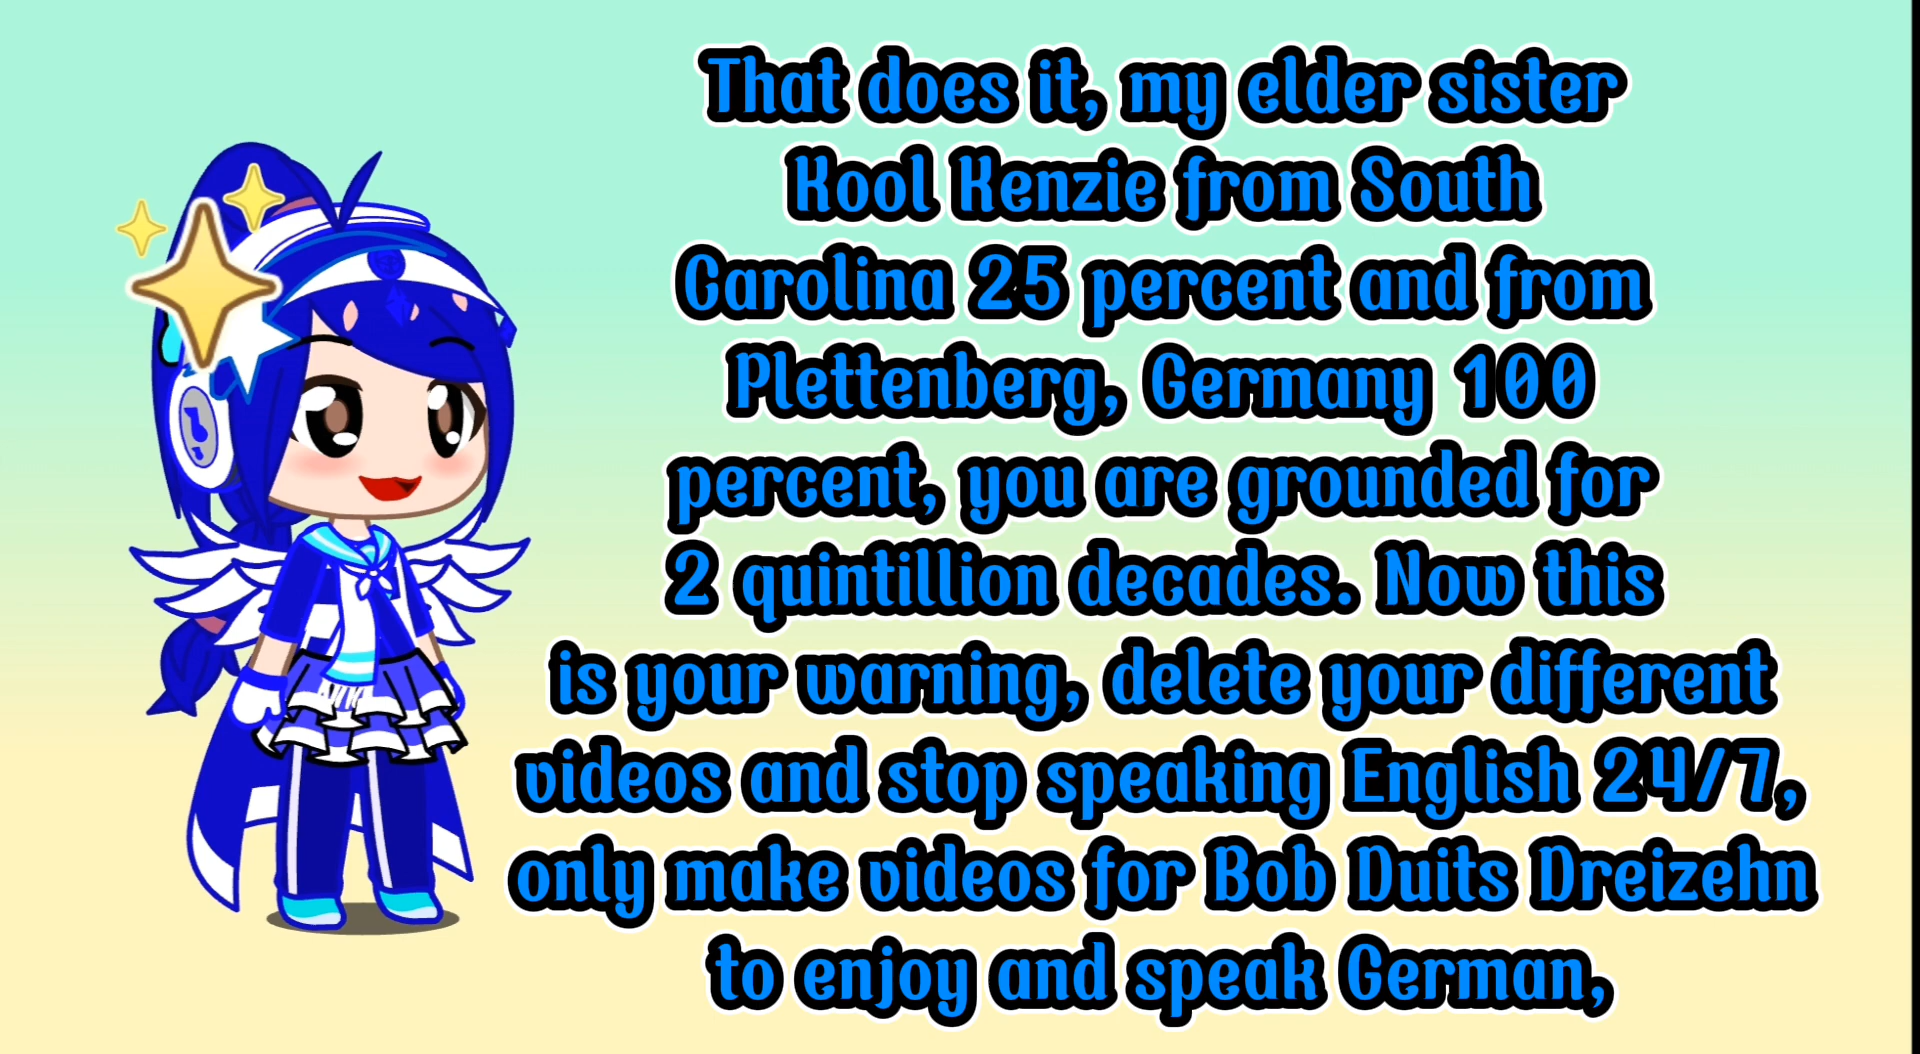 That does it, my elder sister
Kool Kenzie from South
Carolina 25 percent and from
Plettenberg, Germany 100
percent, you are grounded for
2 quintillion decades. Now this
is your warning, delete your different
videos and stop speaking English 24/7,
only make videos for Bob Duits Dreizehn
to enjoy and speak German,